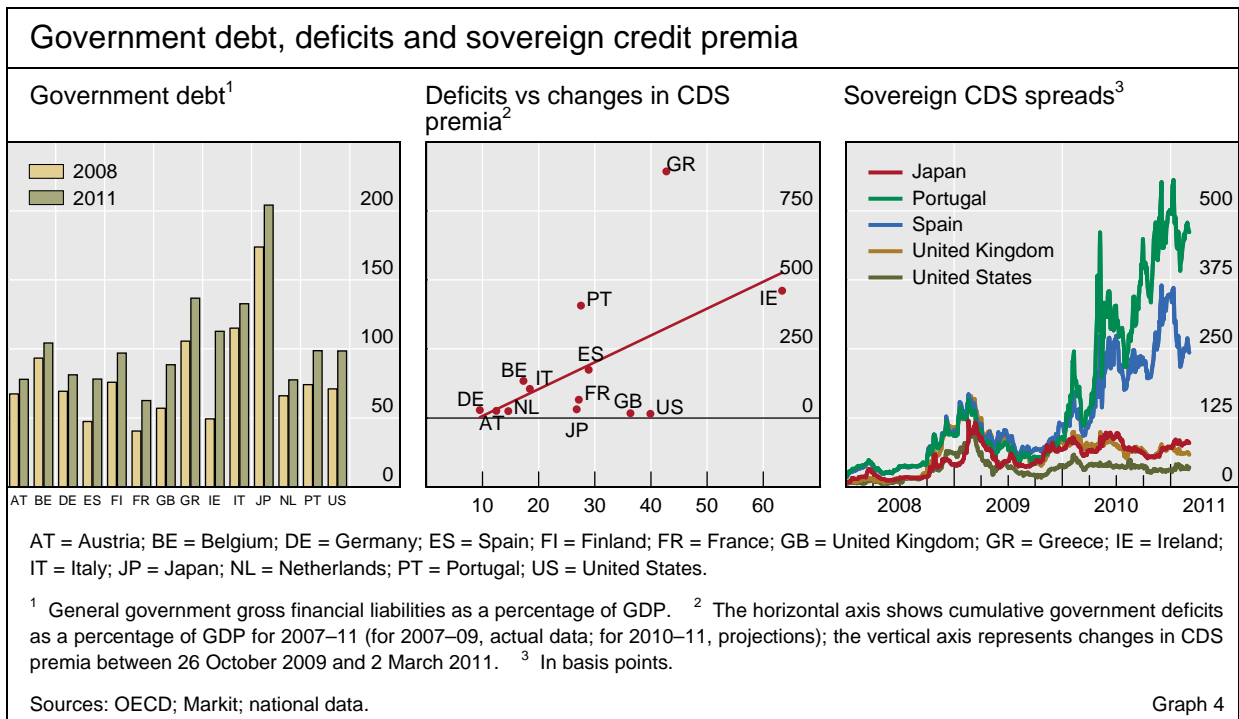 Government debt, deficits and sovereign credit premia
Government debt1
2008
2011
200
150
100
50
0
AT BE DE ES FI FR GB GR IE IT JP NL PT US
Deficits vs changes in CDS
premia2
GR
750
500
PT
IE
250
ES
BE
IT
DE
FR
GB
NL
US
0
AT
JP
10 20 30 40 50 60
Sovereign CDS spreads3
Japan
Portugal
500
Spain
United Kingdom
United States
375
250
125
0
2008 2009 2010 2011
AT = Austria; BE = Belgium; DE = Germany; ES = Spain; FI = Finland; FR = France; GB = United Kingdom; GR = Greece; IE = Ireland;
IT = Italy; JP = Japan; NL = Netherlands; PT = Portugal; US = United States.
1 General government gross financial liabilities as a percentage of GDP. 2 The horizontal axis shows cumulative government deficits
as a percentage of GDP for 2007–11 (for 2007–09, actual data; for 2010–11, projections); the vertical axis represents changes in CDS
premia between 26 October 2009 and 2 March 2011. 3 In basis points.
Sources: OECD; Markit; national data.
Graph 4